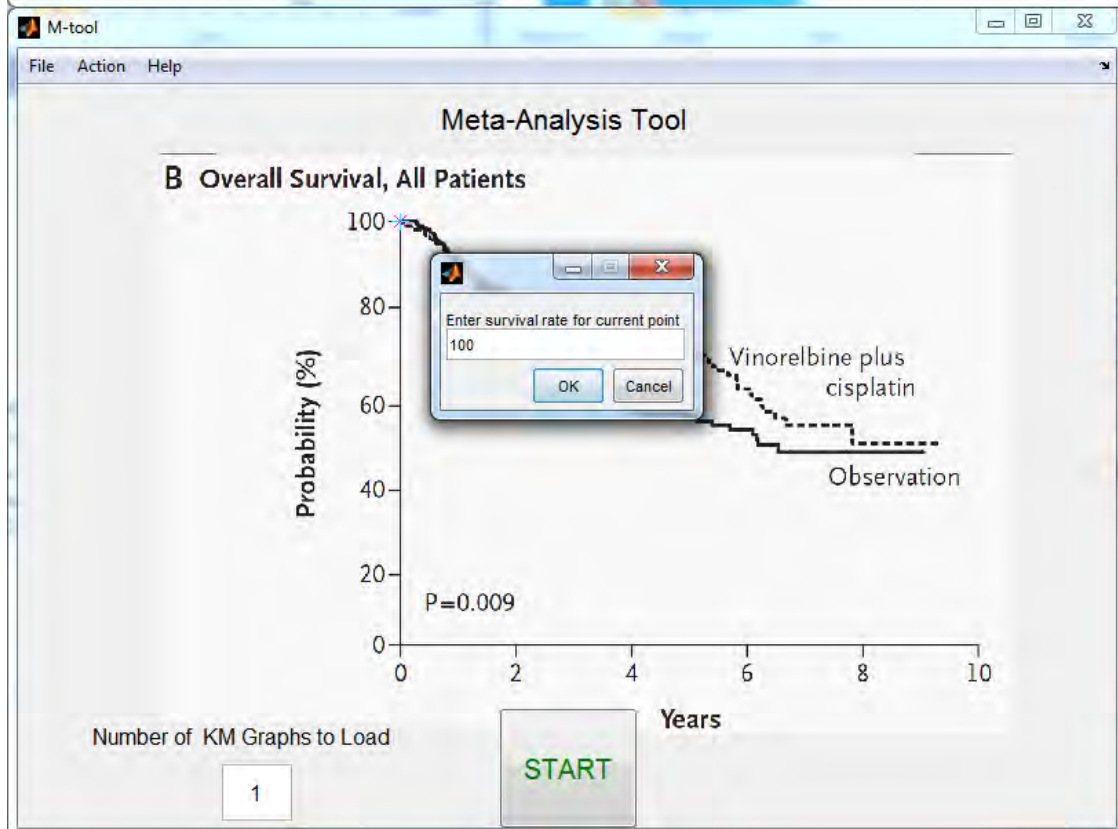 M-tool
File Action Help
Meta-Analysis Tool
B Overall Survival, All Patients
100
80
60
40
20
0
Probability (%)
Enter survival rate for current point
100
OK Cancel
Vinorelbine plus
cisplatin
Observation
P=0.009
0 2 4 6 8 10
Years
Number of KM Graphs to Load
1
START